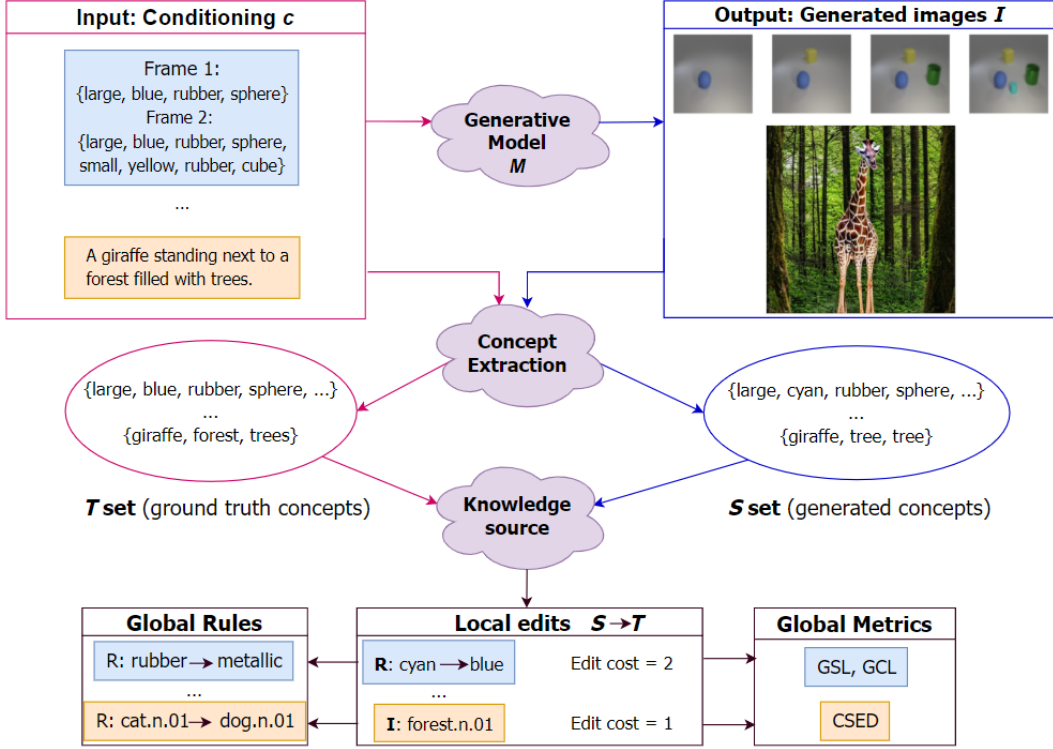 Input: Conditioning c
Frame 1:
{large, blue, rubber, sphere}
Frame 2:
{large, blue, rubber, sphere,
small, yellow, rubber, cube}
...
A giraffe standing next to a
forest filled with trees.
Generative
Model
M
Output: Generated images I
Concept
Extraction
{large, blue, rubber, sphere, ...}
...
{giraffe, forest, trees}
T set (ground truth concepts)
{large, cyan, rubber, sphere, ...}
...
{giraffe, tree, tree}
S set (generated concepts)
Knowledge
source
Global Rules
R: rubber→metallic
...
R: cat.n.01→dog.n.01
Local edits S→T
R: cyan→blue Edit cost = 2
...
I: forest.n.01 Edit cost = 1
Global Metrics
GSL, GCL
CSED